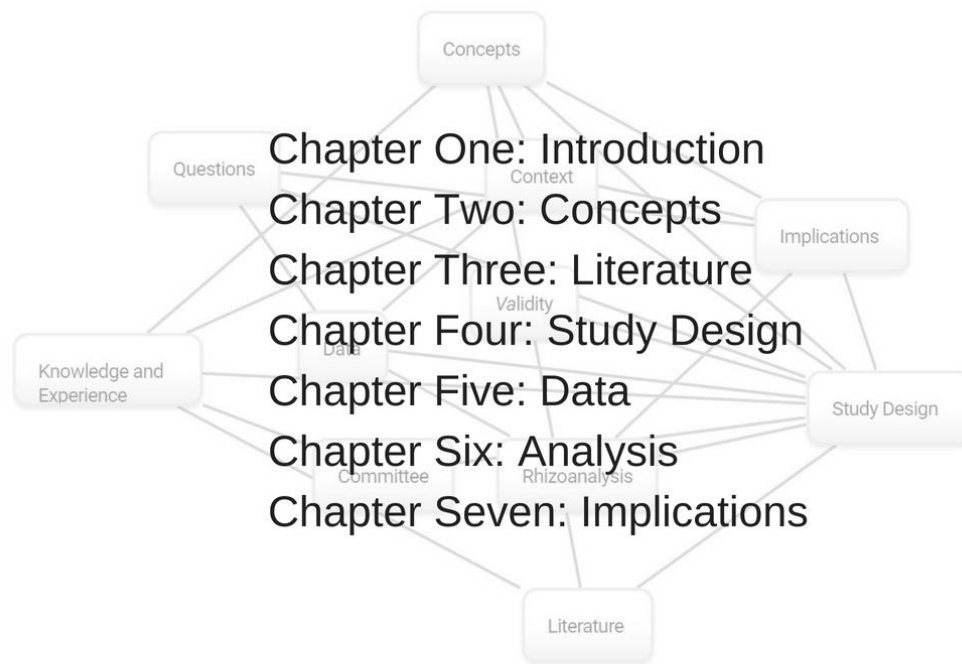 Concepts
Chapter One: Introduction
Questions
Context
Chapter Two: Concepts
Implications
Chapter Three: Literature
Validity
Chapter Four: Study Design
Data
Knowledge and
Experience
Chapter Five: Data
Study Design
Chapter Six: Analysis
Committee
Rhizoanalysis
Chapter Seven: Implications
Literature